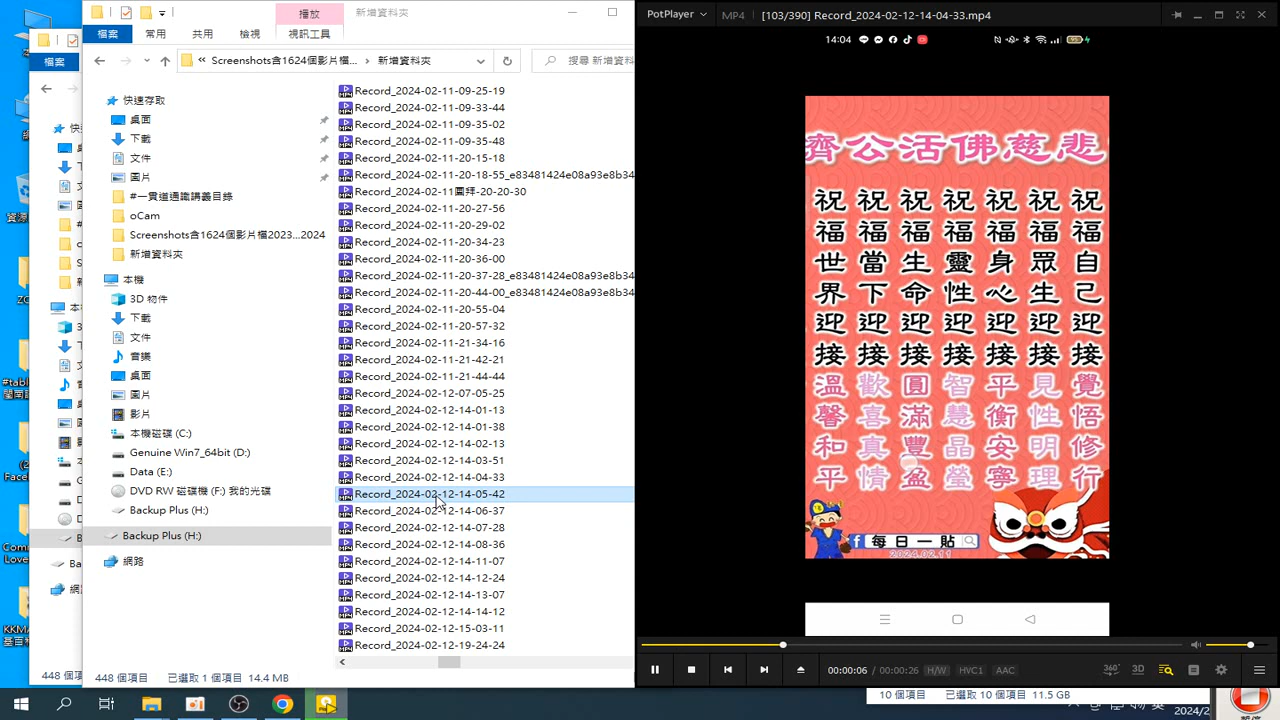 播放
新增資料夾
檔案
常用
共用
檢視
視訊工具
檔案
Screenshots含1624個影片檔...
新增資料夾
搜尋 新增資料
快速存取
桌面
下載
文件
圖片
#一貫道通識講義目錄
oCam
Screenshots含1624個影片檔2023...2024
新增資料夾
本機
3D 物件
下載
文件
音樂
桌面
圖片
影片
本機磁碟 (C:)
Genuine Win7_64bit (D:)
Data (E:)
DVD RW 磁碟機 (F:) 我的光碟
Backup Plus (H:)
Backup Plus (H:)
網路
Record_2024-02-11-09-25-19
Record_2024-02-11-09-33-44
Record_2024-02-11-09-35-02
Record_2024-02-11-09-35-48
Record_2024-02-11-20-15-18
Record_2024-02-11-20-18-55_e83481424e08a93e8b34
Record_2024-02-11圓拜-20-20-30
Record_2024-02-11-20-27-56
Record_2024-02-11-20-29-02
Record_2024-02-11-20-34-23
Record_2024-02-11-20-36-00
Record_2024-02-11-20-37-28_e83481424e08a93e8b34
Record_2024-02-11-20-44-00_e83481424e08a93e8b34
Record_2024-02-11-20-55-04
Record_2024-02-11-20-57-32
Record_2024-02-11-21-34-16
Record_2024-02-11-21-42-21
Record_2024-02-11-21-44-44
Record_2024-02-12-07-05-25
Record_2024-02-12-14-01-13
Record_2024-02-12-14-01-38
Record_2024-02-12-14-02-13
Record_2024-02-12-14-03-51
Record_2024-02-12-14-04-33
Record_2024-02-12-14-05-42
Record_2024-02-12-14-06-37
Record_2024-02-12-14-07-28
Record_2024-02-12-14-08-36
Record_2024-02-12-14-11-07
Record_2024-02-12-14-12-24
Record_2024-02-12-14-13-07
Record_2024-02-12-14-14-12
Record_2024-02-12-15-03-11
Record_2024-02-12-19-24-24
448 個項
448 個項目
已選取 1 個項目
14.4 MB
PotPlayer
MP4
[103/390] Record_2024-02-12-14-04-33.mp4
14:04
濟公活佛慈悲
祝福自己迎接覺悟修行
祝福眾生迎接見性明理
祝福身心迎接平衡安寧
祝福靈性迎接智慧晶瑩
祝福生命迎接圓滿豐盈
祝福當下迎接歡喜真情
祝福世界迎接溫馨和平
每日一貼
2024.02.11
00:00:06 / 00:00:26
H/W
HVC1
AAC
360°
3D
10 個項目
已選取 10 個項目
11.5 GB
2024/2